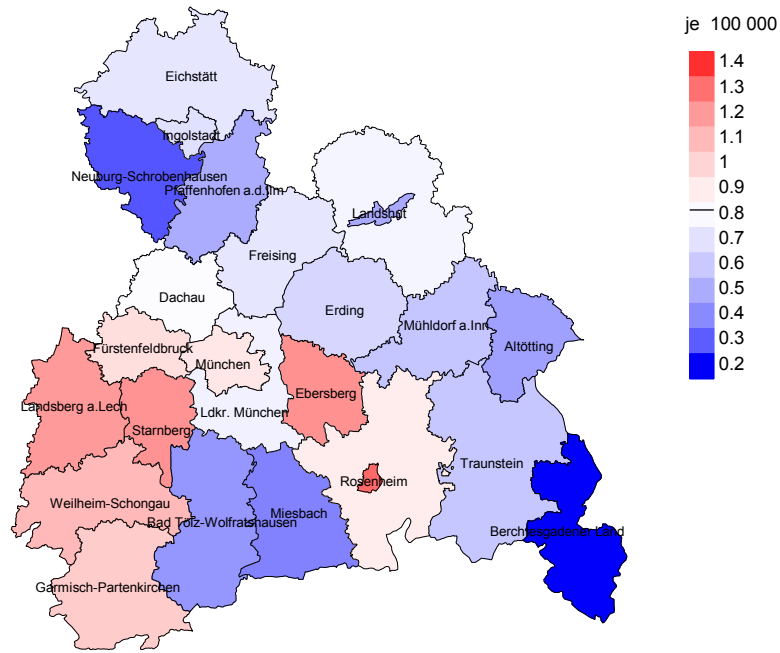 je 100 000
1.4
1.3
1.2
1.1
1
0.9
0.8
0.7
0.6
0.5
0.4
0.3
0.2
Eichstätt
Ingolstadt
Neuburg-Schrobenhausen
Pfaffenhofen a.d.Ilm
Landshut
Freising
Dachau
Erding
Mühldorf a.Inn
Altötting
Fürstenfeldbruck
München
Ebersberg
Landsberg a.Lech
Ldkr. München
Starnberg
Traunstein
Rosenheim
Weilheim-Schongau
Miesbach
Bad Tölz-Wolfratshausen
Berchtesgadener Land
Garmisch-Partenkirchen